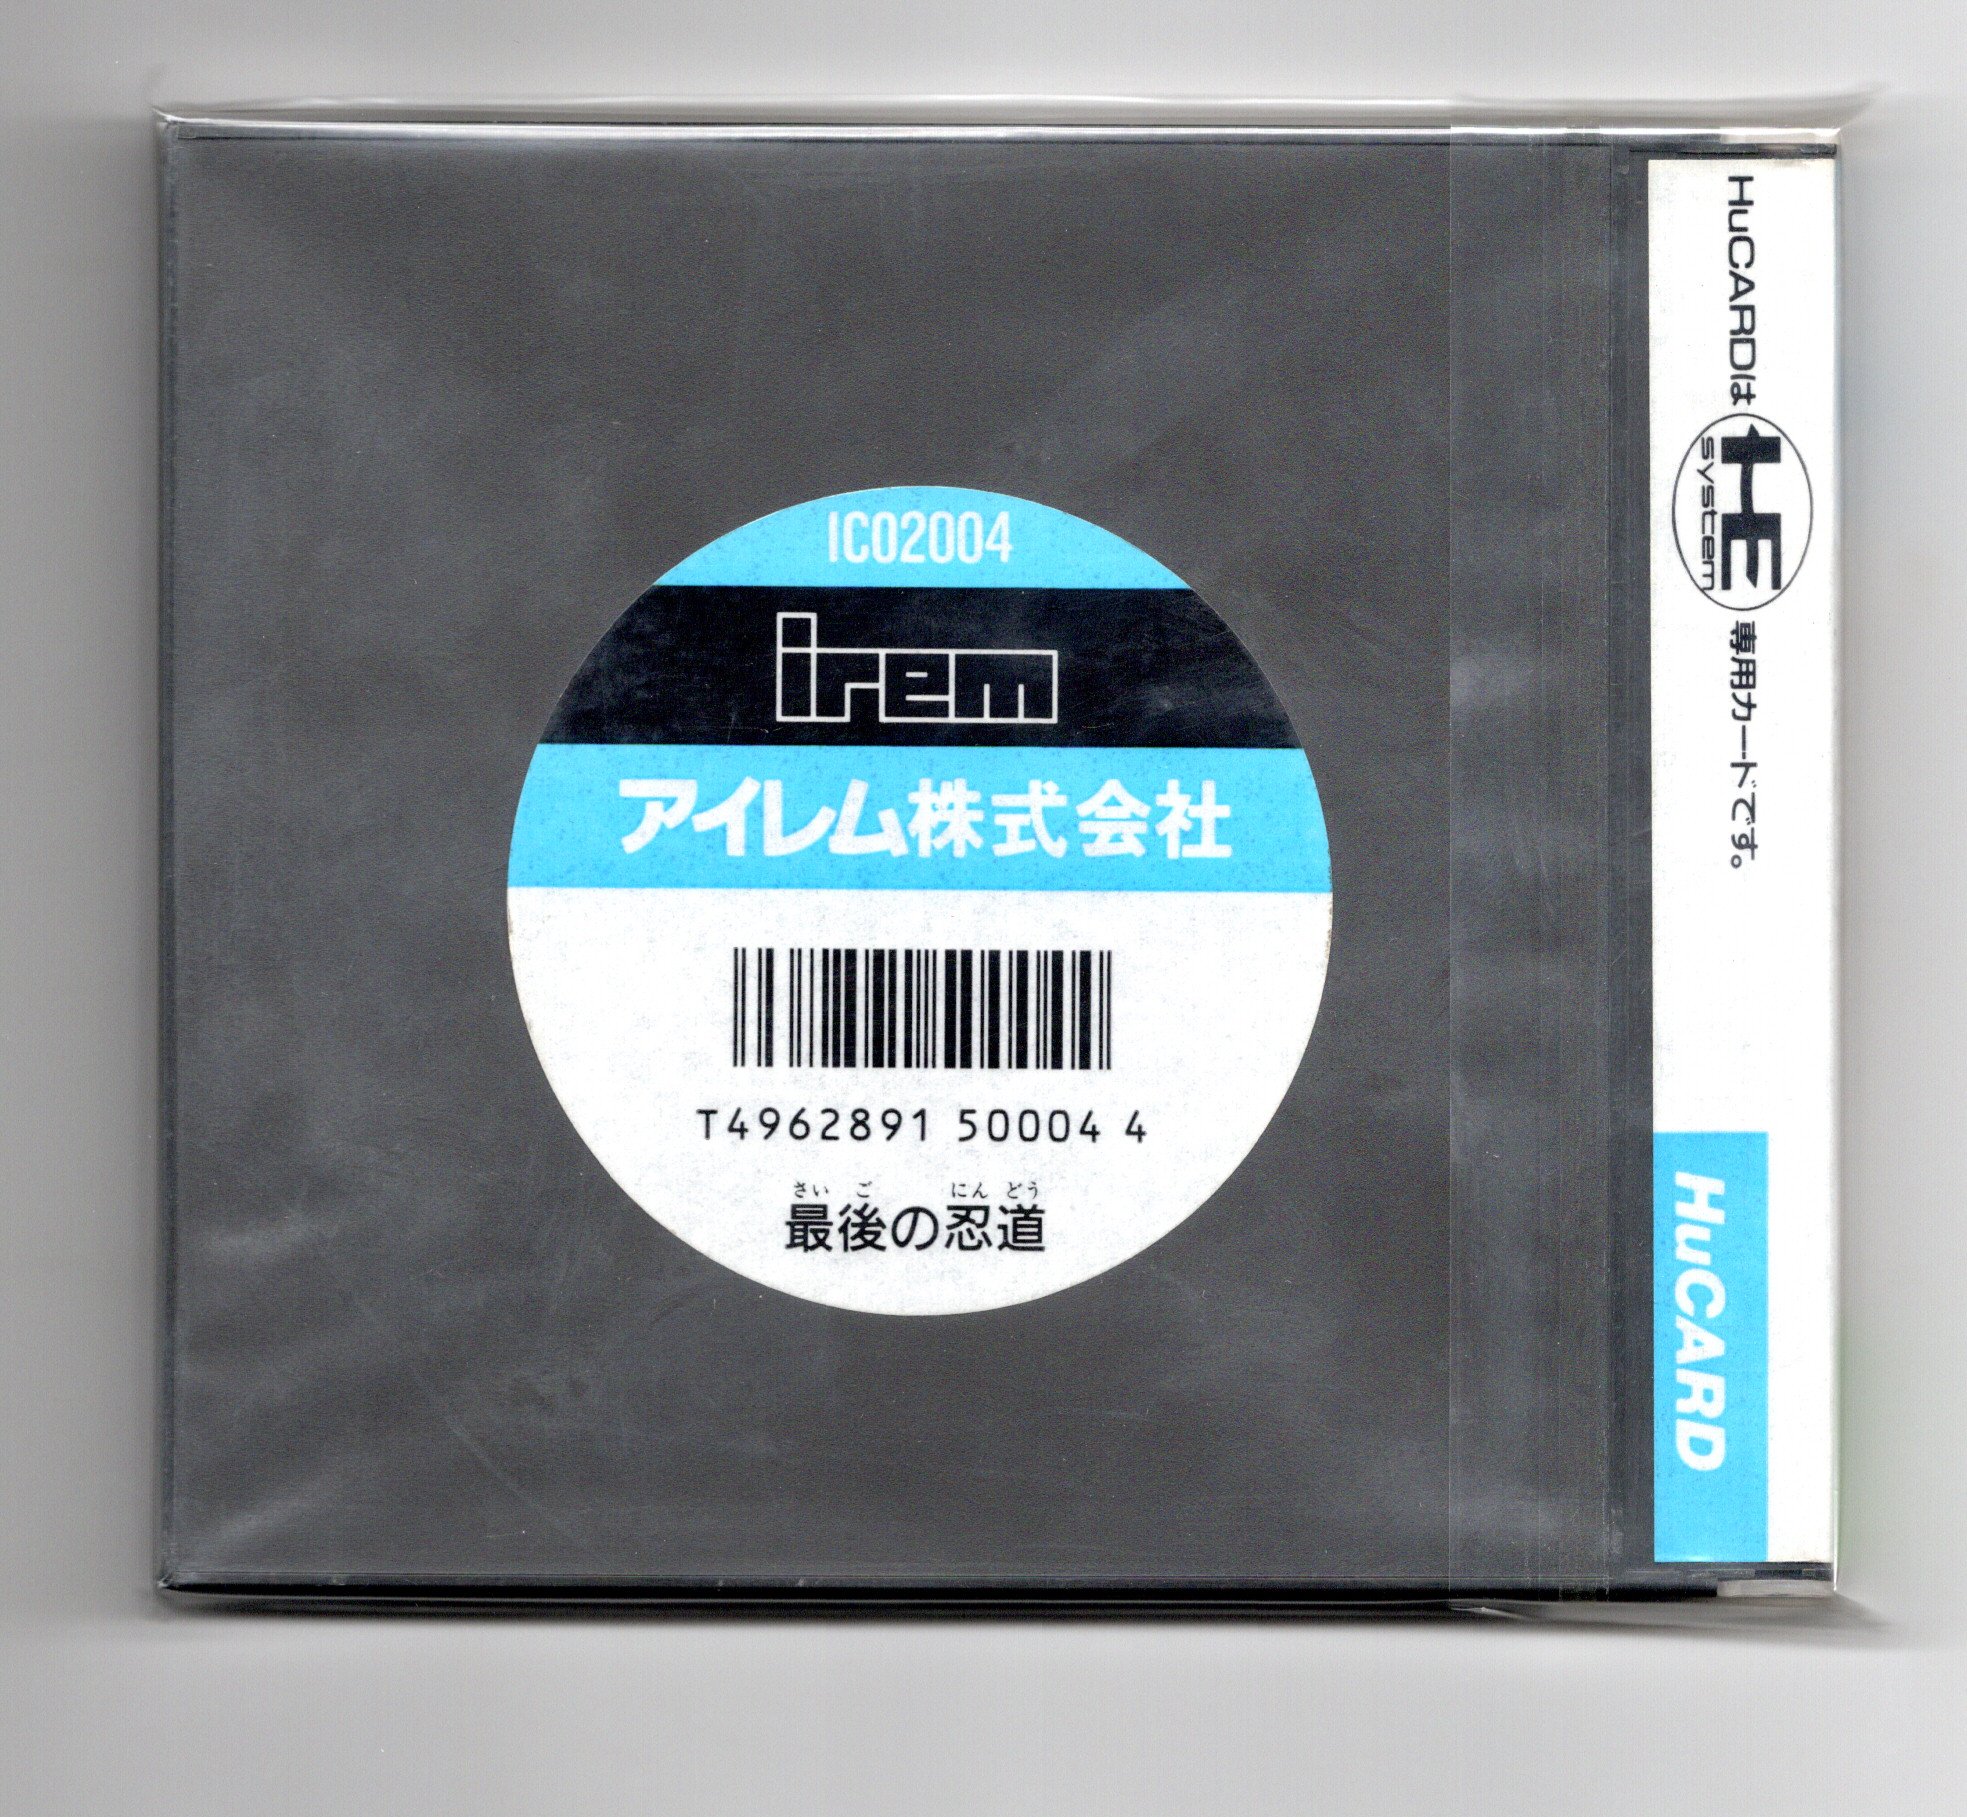 IC02004
irem
アイレム株式会社
T4962891 50004 4
さいご にんどう
最後の忍道
HuCARDは HE system 専用カードです。
HuCARD